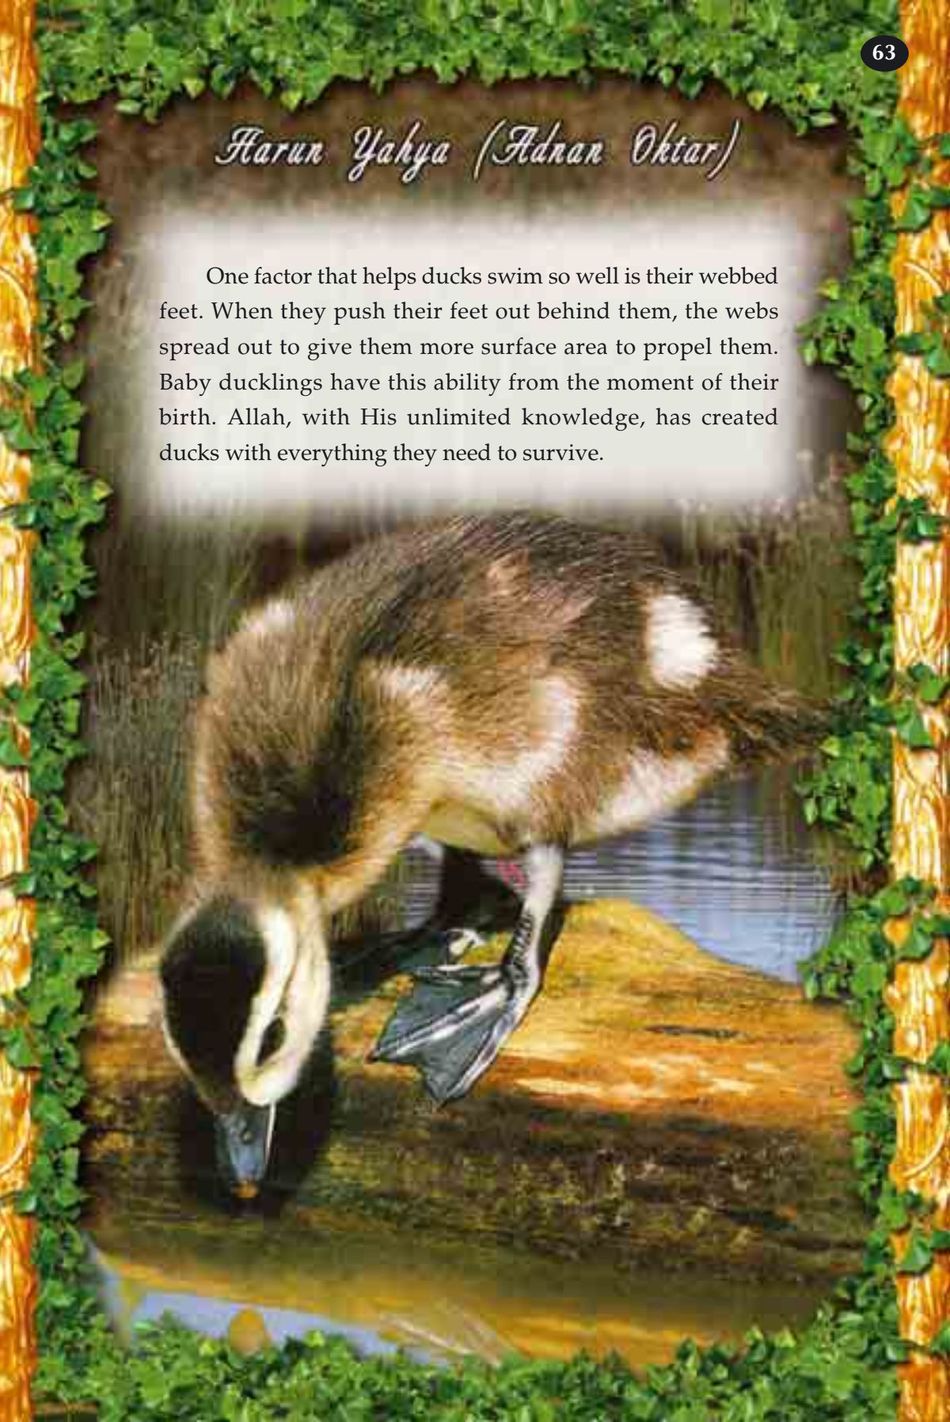 63
Harun Yahya (Adnan Oktar)
One factor that helps ducks swim so well is their webbed
feet. When they push their feet out behind them, the webs
spread out to give them more surface area to propel them.
Baby ducklings have this ability from the moment of their
birth. Allah, with His unlimited knowledge, has created
ducks with everything they need to survive.